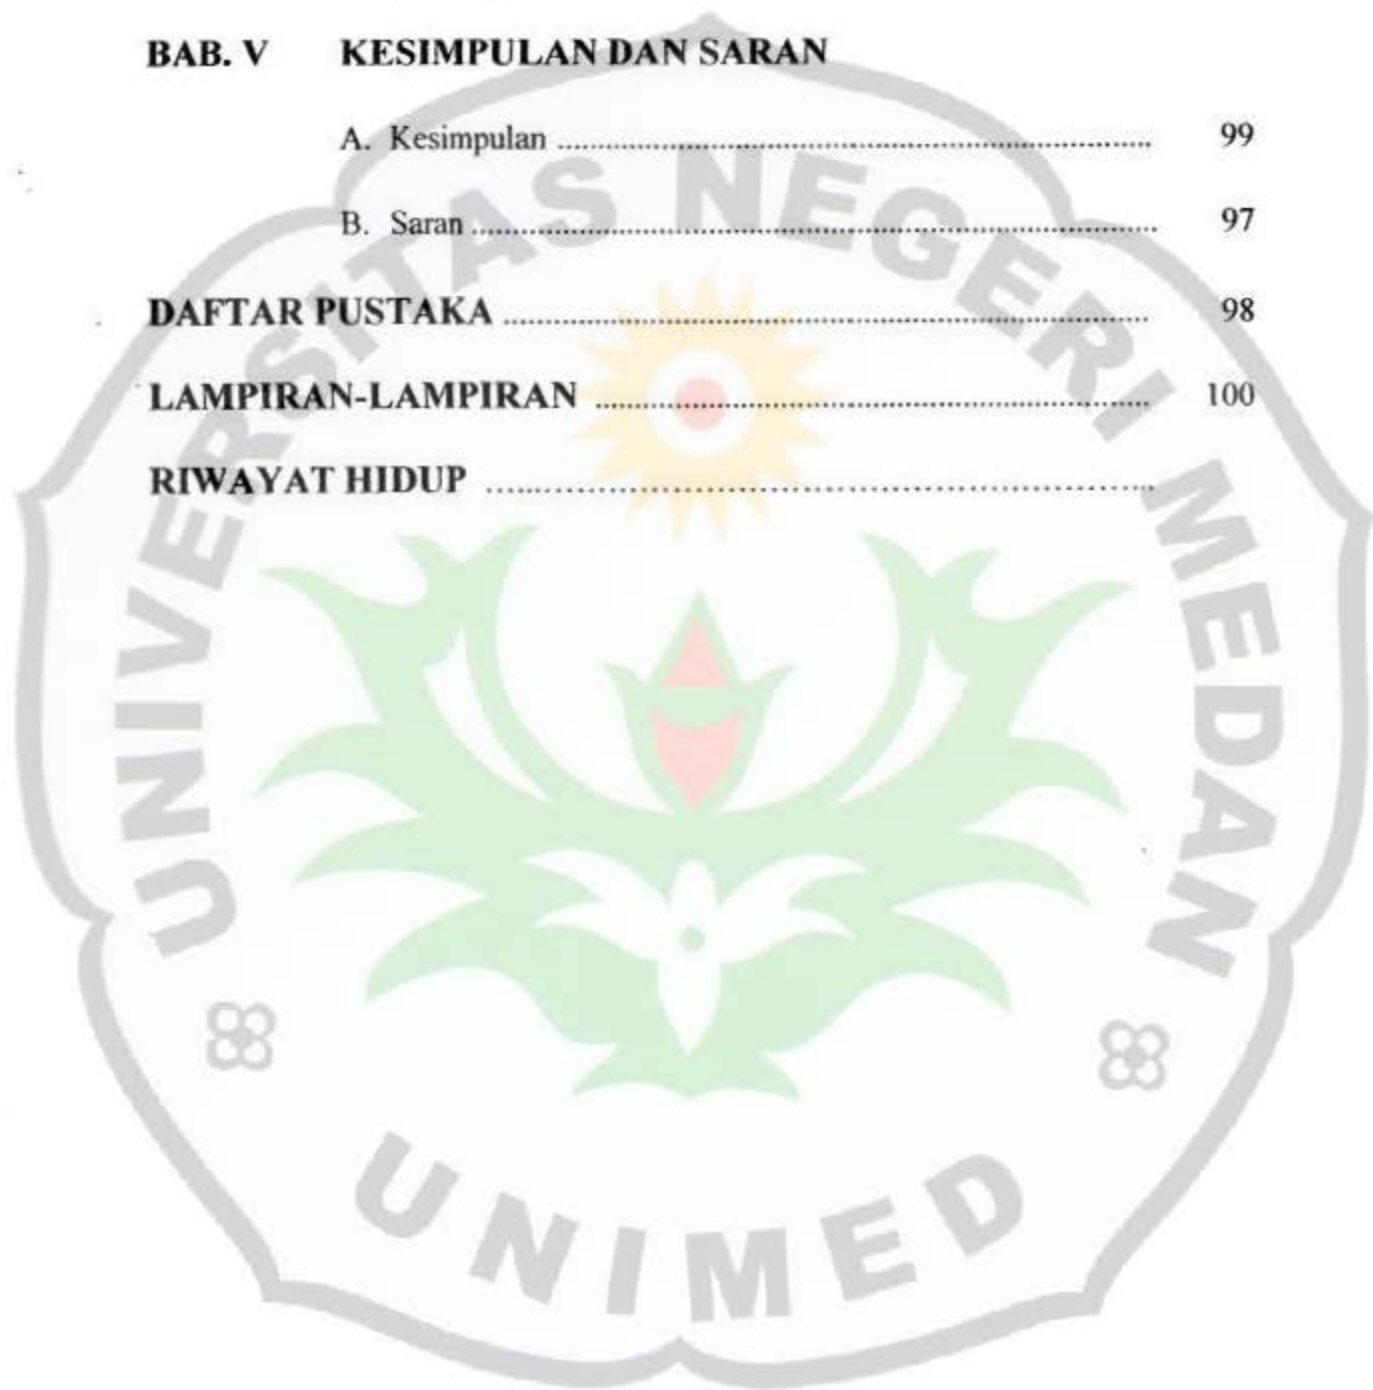 BAB. V KESIMPULAN DAN SARAN
A. Kesimpulan ........................................ 99
B. Saran ........................................ 97
DAFTAR PUSTAKA ........................................ 98
LAMPIRAN-LAMPIRAN ........................................ 100
RIWAYAT HIDUP ........................................
UNIVERSITAS NEGERI MEDAN
UNIMED